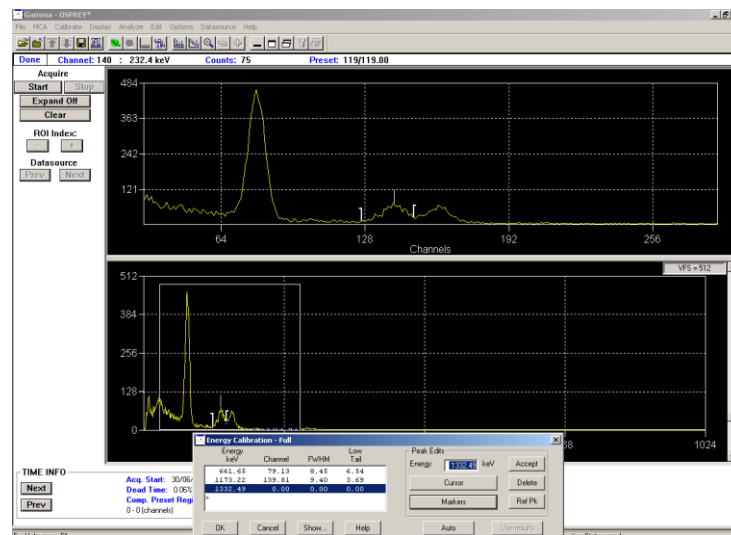 Gamma - OSPREY*
File MCA Calibrate Display Analyze Edit Options Datasource Help
Done Channel: 140 : 232.4 keV Counts: 75 Preset: 119/119.00
Acquire
Start Stop
Expand Off
Clear
ROI Index:
- +
Datasource
Prev Next
484
363
242
121
64 128 192 256
Channels
VFS = 512
512
384
256
128
0
1024
Energy Calibration - Full
Energy keV Channel FWHM Low Tail
661.65 79.13 8.45 6.54
1173.22 139.81 9.40 3.69
1332.49 0.00 0.00 0.00
>
Peak Edits
Energy: 1332.49 keV Accept
Cursor Delete
Markers Ref Pk
OK Cancel Show... Help Auto Use results
TIME INFO
Next
Prev
Acq. Start: 30/06/
Dead Time: 0.06%
Comp. Preset Regi
0 - 0 (channels)